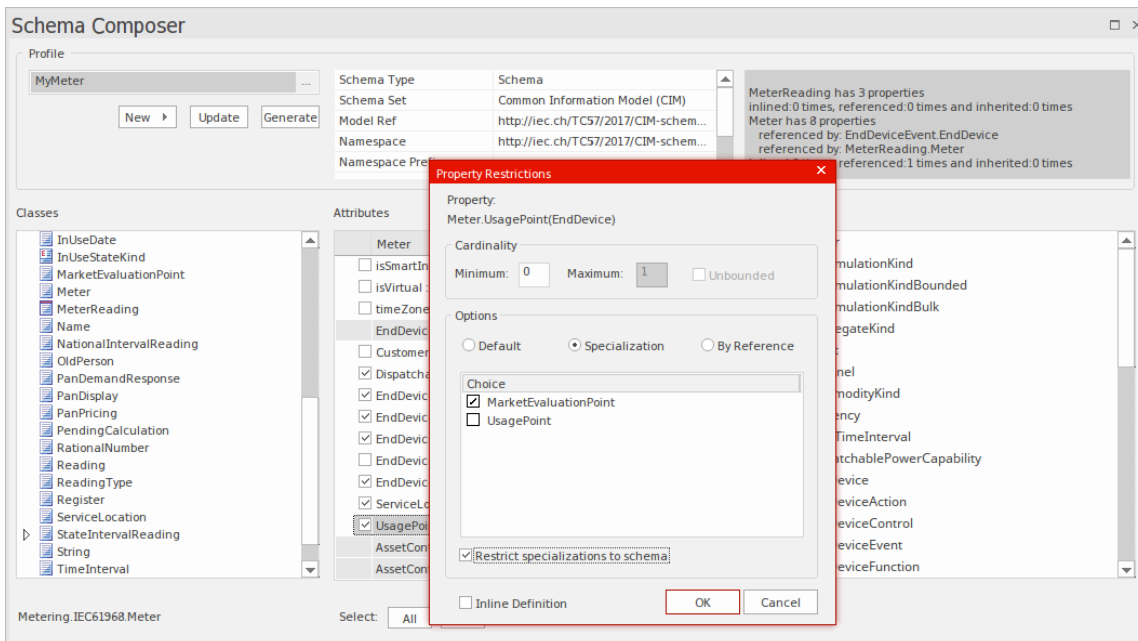 Schema Composer
Profile
MyMeter ...
New Update Generate
Schema Type Schema
Schema Set Common Information Model (CIM)
Model Ref http://iec.ch/TC57/2017/CIM-schem...
Namespace http://iec.ch/TC57/2017/CIM-schem...
Namespace
MeterReading has 3 properties
inlined:0 times, referenced:0 times and inherited:0 times
Meter has 8 properties
referenced by: EndDeviceEvent.EndDevice
referenced by: MeterReading.Meter
referenced:1 times and inherited:0 times
Classes
InUseDate
InUseStateKind
MarketEvaluationPoint
Meter
MeterReading
Name
NationalIntervalReading
OldPerson
PanDemandResponse
PanDisplay
PanPricing
PendingCalculation
RationalNumber
Reading
ReadingType
Register
ServiceLocation
StateIntervalReading
String
TimeInterval
Metering.IEC61968.Meter
Attributes
Meter
isSmartIn
isVirtual :
timeZone
EndDevic
Customer
Dispatcha
EndDevic
EndDevic
EndDevic
EndDevic
EndDevic
ServiceLo
UsagePoi
AssetCon
AssetCon
Select: All
Property Restrictions
Property:
Meter.UsagePoint(EndDevice)
Cardinality
Minimum: 0 Maximum: 1 Unbounded
Options
Default Specialization By Reference
Choice
MarketEvaluationPoint
UsagePoint
Restrict specializations to schema
Inline Definition OK Cancel
mulationKind
mulationKindBounded
mulationKindBulk
egateKind
nel
modityKind
ency
TimeInterval
atchablePowerCapability
evice
eviceAction
eviceControl
eviceEvent
eviceFunction